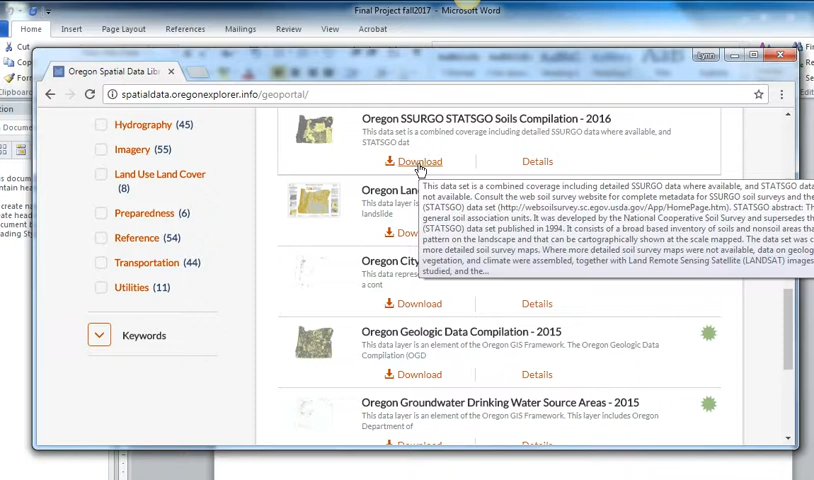 Final Project fall2017 - Microsoft Word
Home
Insert
Page Layout
References
Mailings
Review
View
Acrobat
Cut
Lynn
Oregon Spatial Data Lib
spatialdata.oregonexplorer.info/geoportal/
Hydrography (45)
Imagery (55)
Land Use Land Cover
(8)
Preparedness (6)
Reference (54)
Transportation (44)
Utilities (11)
Keywords
Oregon SSURGO STATSGO Soils Compilation - 2016
This data set is a combined coverage including detailed SSURGO data where available, and
STATSGO dat
Download
Details
This data set is a combined coverage including detailed SSURGO data where available, and STATSGO data
not available. Consult the web soil survey website for complete metadata for SSURGO soil surveys and the
(STATSGO) data set (http://websoilsurvey.sc.egov.usda.gov/App/HomePage.htm). STATSGO abstract: The
general soil association units. It was developed by the National Cooperative Soil Survey and supersedes the
(STATSGO) data set published in 1994. It consists of a broad based inventory of soils and nonsoil areas tha
pattern on the landscape and that can be cartographically shown at the scale mapped. The data set was c
more detailed soil survey maps. Where more detailed soil survey maps were not available, data on geolog
vegetation, and climate were assembled, together with Land Remote Sensing Satellite (LANDSAT) images
studied, and the...
Oregon Lan
This data layer
landslide
Dow
Oregon City
This data repres
a cont
Download
Details
Oregon Geologic Data Compilation - 2015
This data layer is an element of the Oregon GIS Framework. The Oregon Geologic Data
Compilation (OGD
Download
Details
Oregon Groundwater Drinking Water Source Areas - 2015
This data layer is an element of the Oregon GIS Framework. This layer includes Oregon
Department of